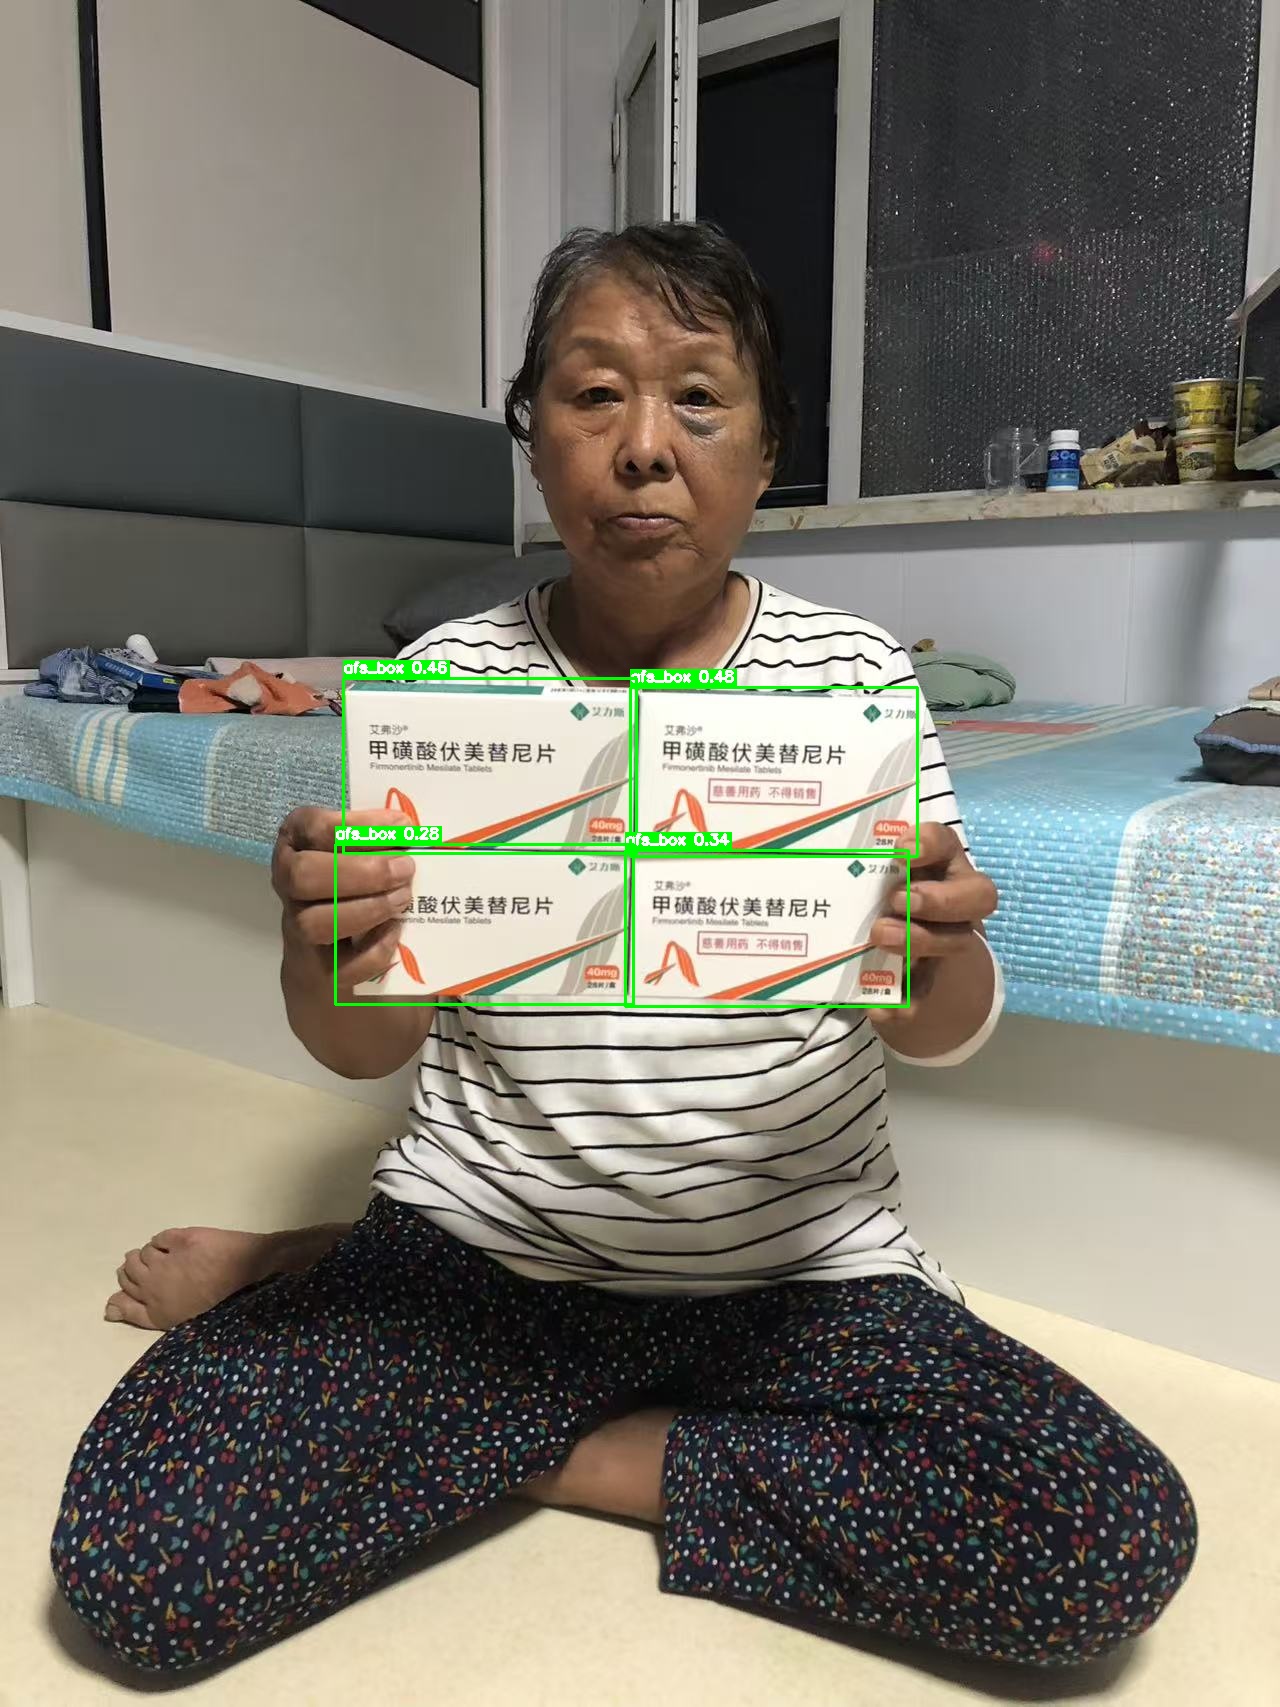 afs_box 0.46
afs_box 0.48
艾力斯
艾弗沙®
甲磺酸伏美替尼片
Firmonertinib Mesilate Tablets
40mg
28片/盒
艾力斯
艾弗沙®
甲磺酸伏美替尼片
Firmonertinib Mesilate Tablets
慈善用药 不得销售
40mg
28片
afs_box 0.28
afs_box 0.34
艾力斯
磺酸伏美替尼片
Firmonertinib Mesilate Tablets
40mg
28片/盒
艾力斯
艾弗沙®
甲磺酸伏美替尼片
Firmonertinib Mesilate Tablets
慈善用药 不得销售
40mg
28片/盒